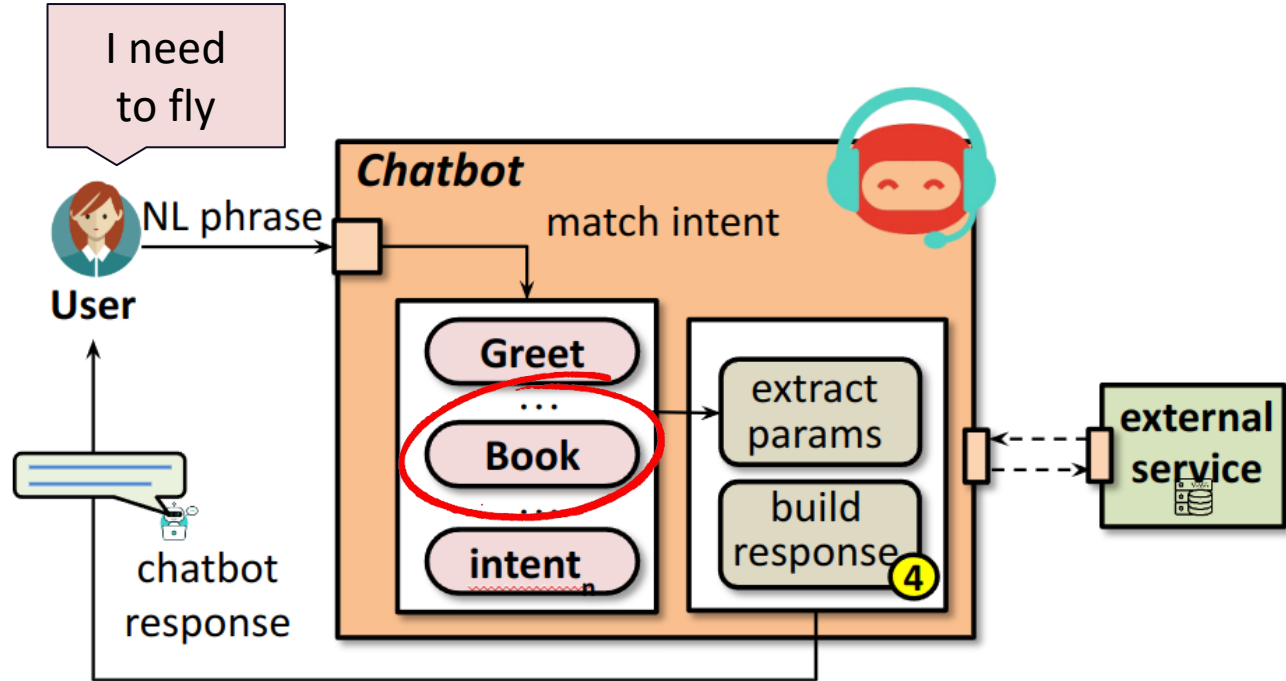 I need
to fly
Chatbot
NL phrase
match intent
User
Greet
...
Book
...
intent n
extract
params
build
response
4
external
service
chatbot
response